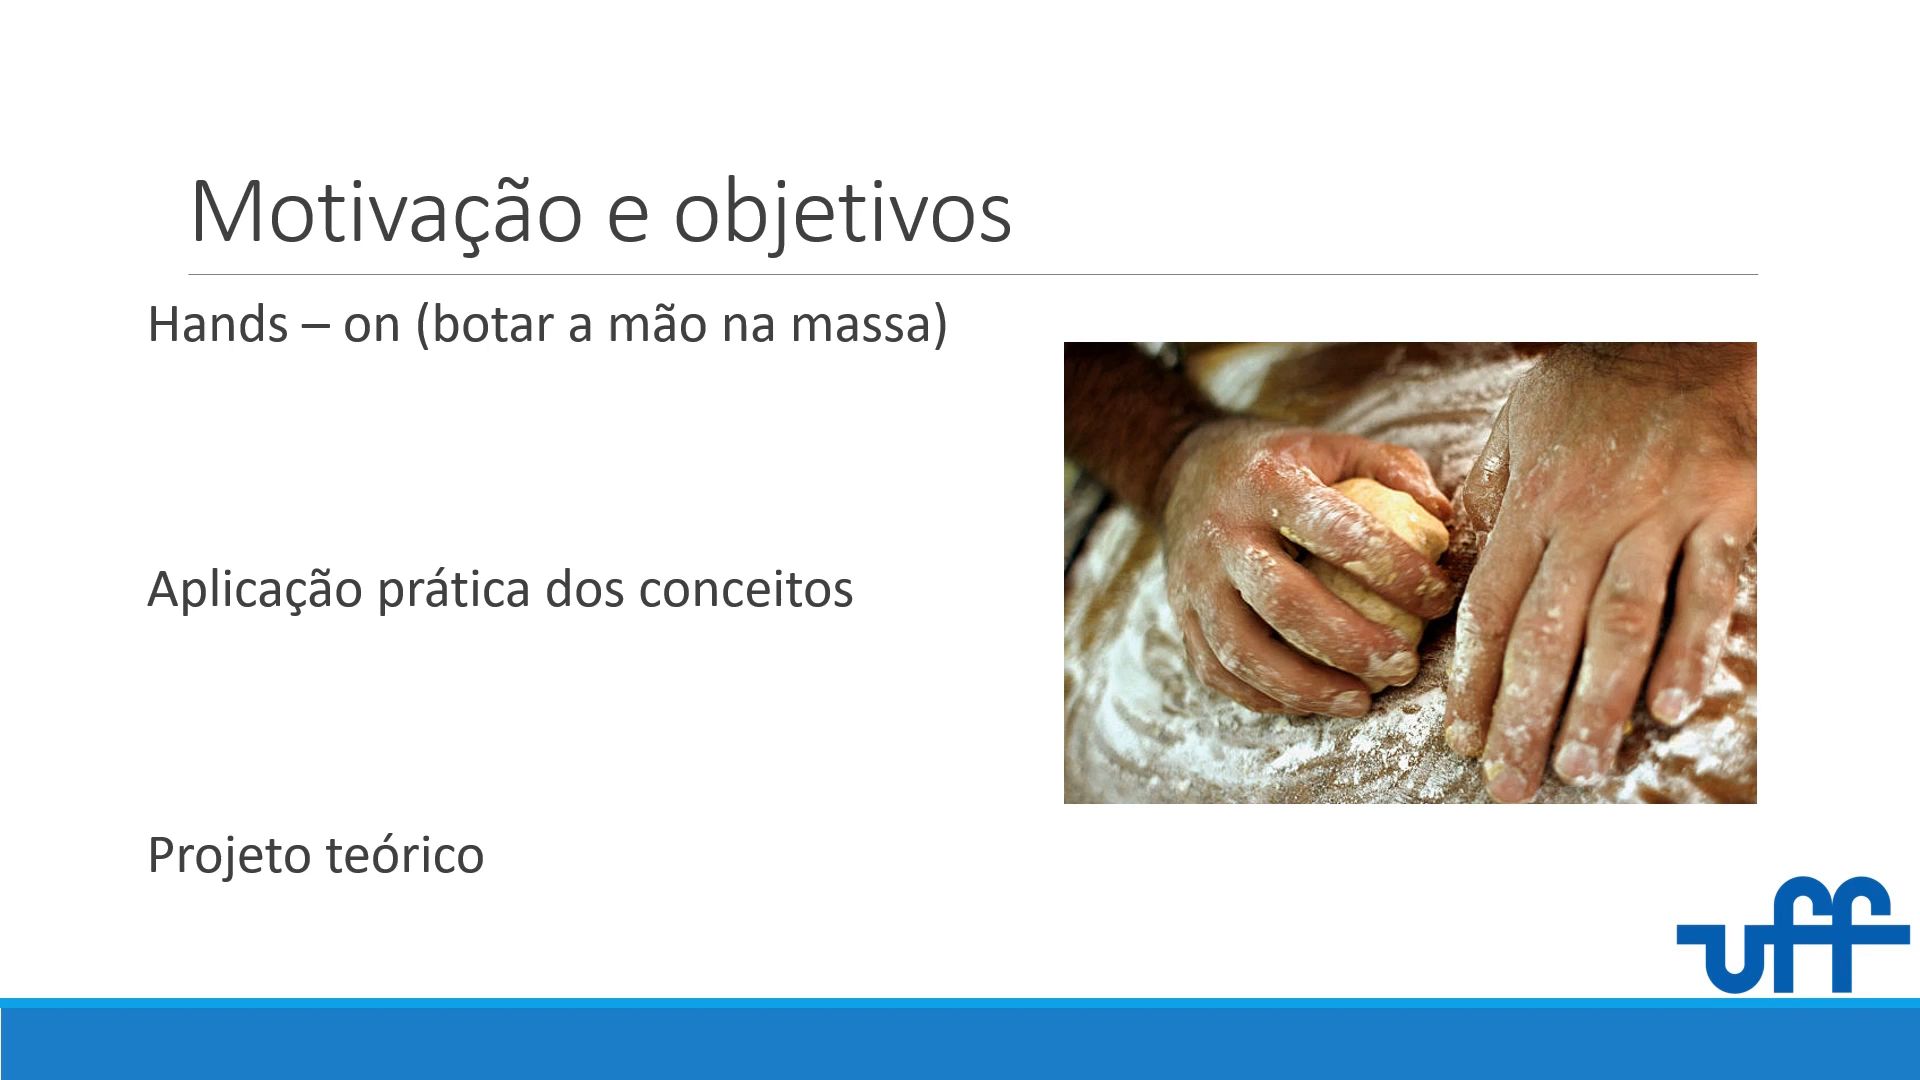 Motivação e objetivos
Hands – on (botar a mão na massa)
Aplicação prática dos conceitos
Projeto teórico
uff